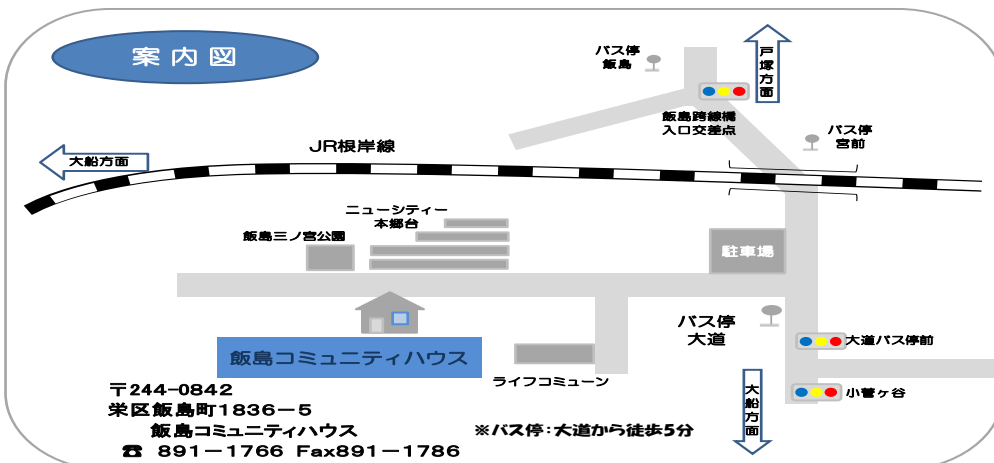 案内図
バス停
飯島
戸塚方面
飯島跨線橋
入口交差点
バス停
宮前
JR根岸線
大船方面
ニューシティー
本郷台
飯島三ノ宮公園
駐車場
バス停
大道
大道バス停前
飯島コミュニティハウス
ライフコミューン
大船方面
小菅ヶ谷
〒244-0842
栄区飯島町1836－5
飯島コミュニティハウス
※バス停：大道から徒歩5分
☎ 891－1766 Fax891－1786